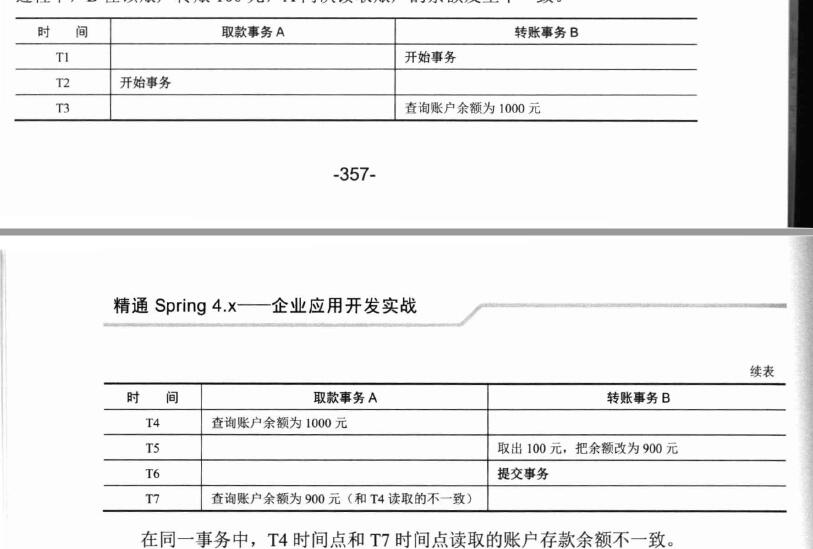 时 间 取款事务 A 转账事务 B
T1 开始事务
T2 开始事务
T3 查询账户余额为 1000 元
-357-
精通 Spring 4.x——企业应用开发实战
续表
时 间 取款事务 A 转账事务 B
T4 查询账户余额为 1000 元
T5 取出 100 元，把余额改为 900 元
T6 提交事务
T7 查询账户余额为 900 元（和 T4 读取的不一致）
在同一事务中，T4 时间点和 T7 时间点读取的账户存款余额不一致。